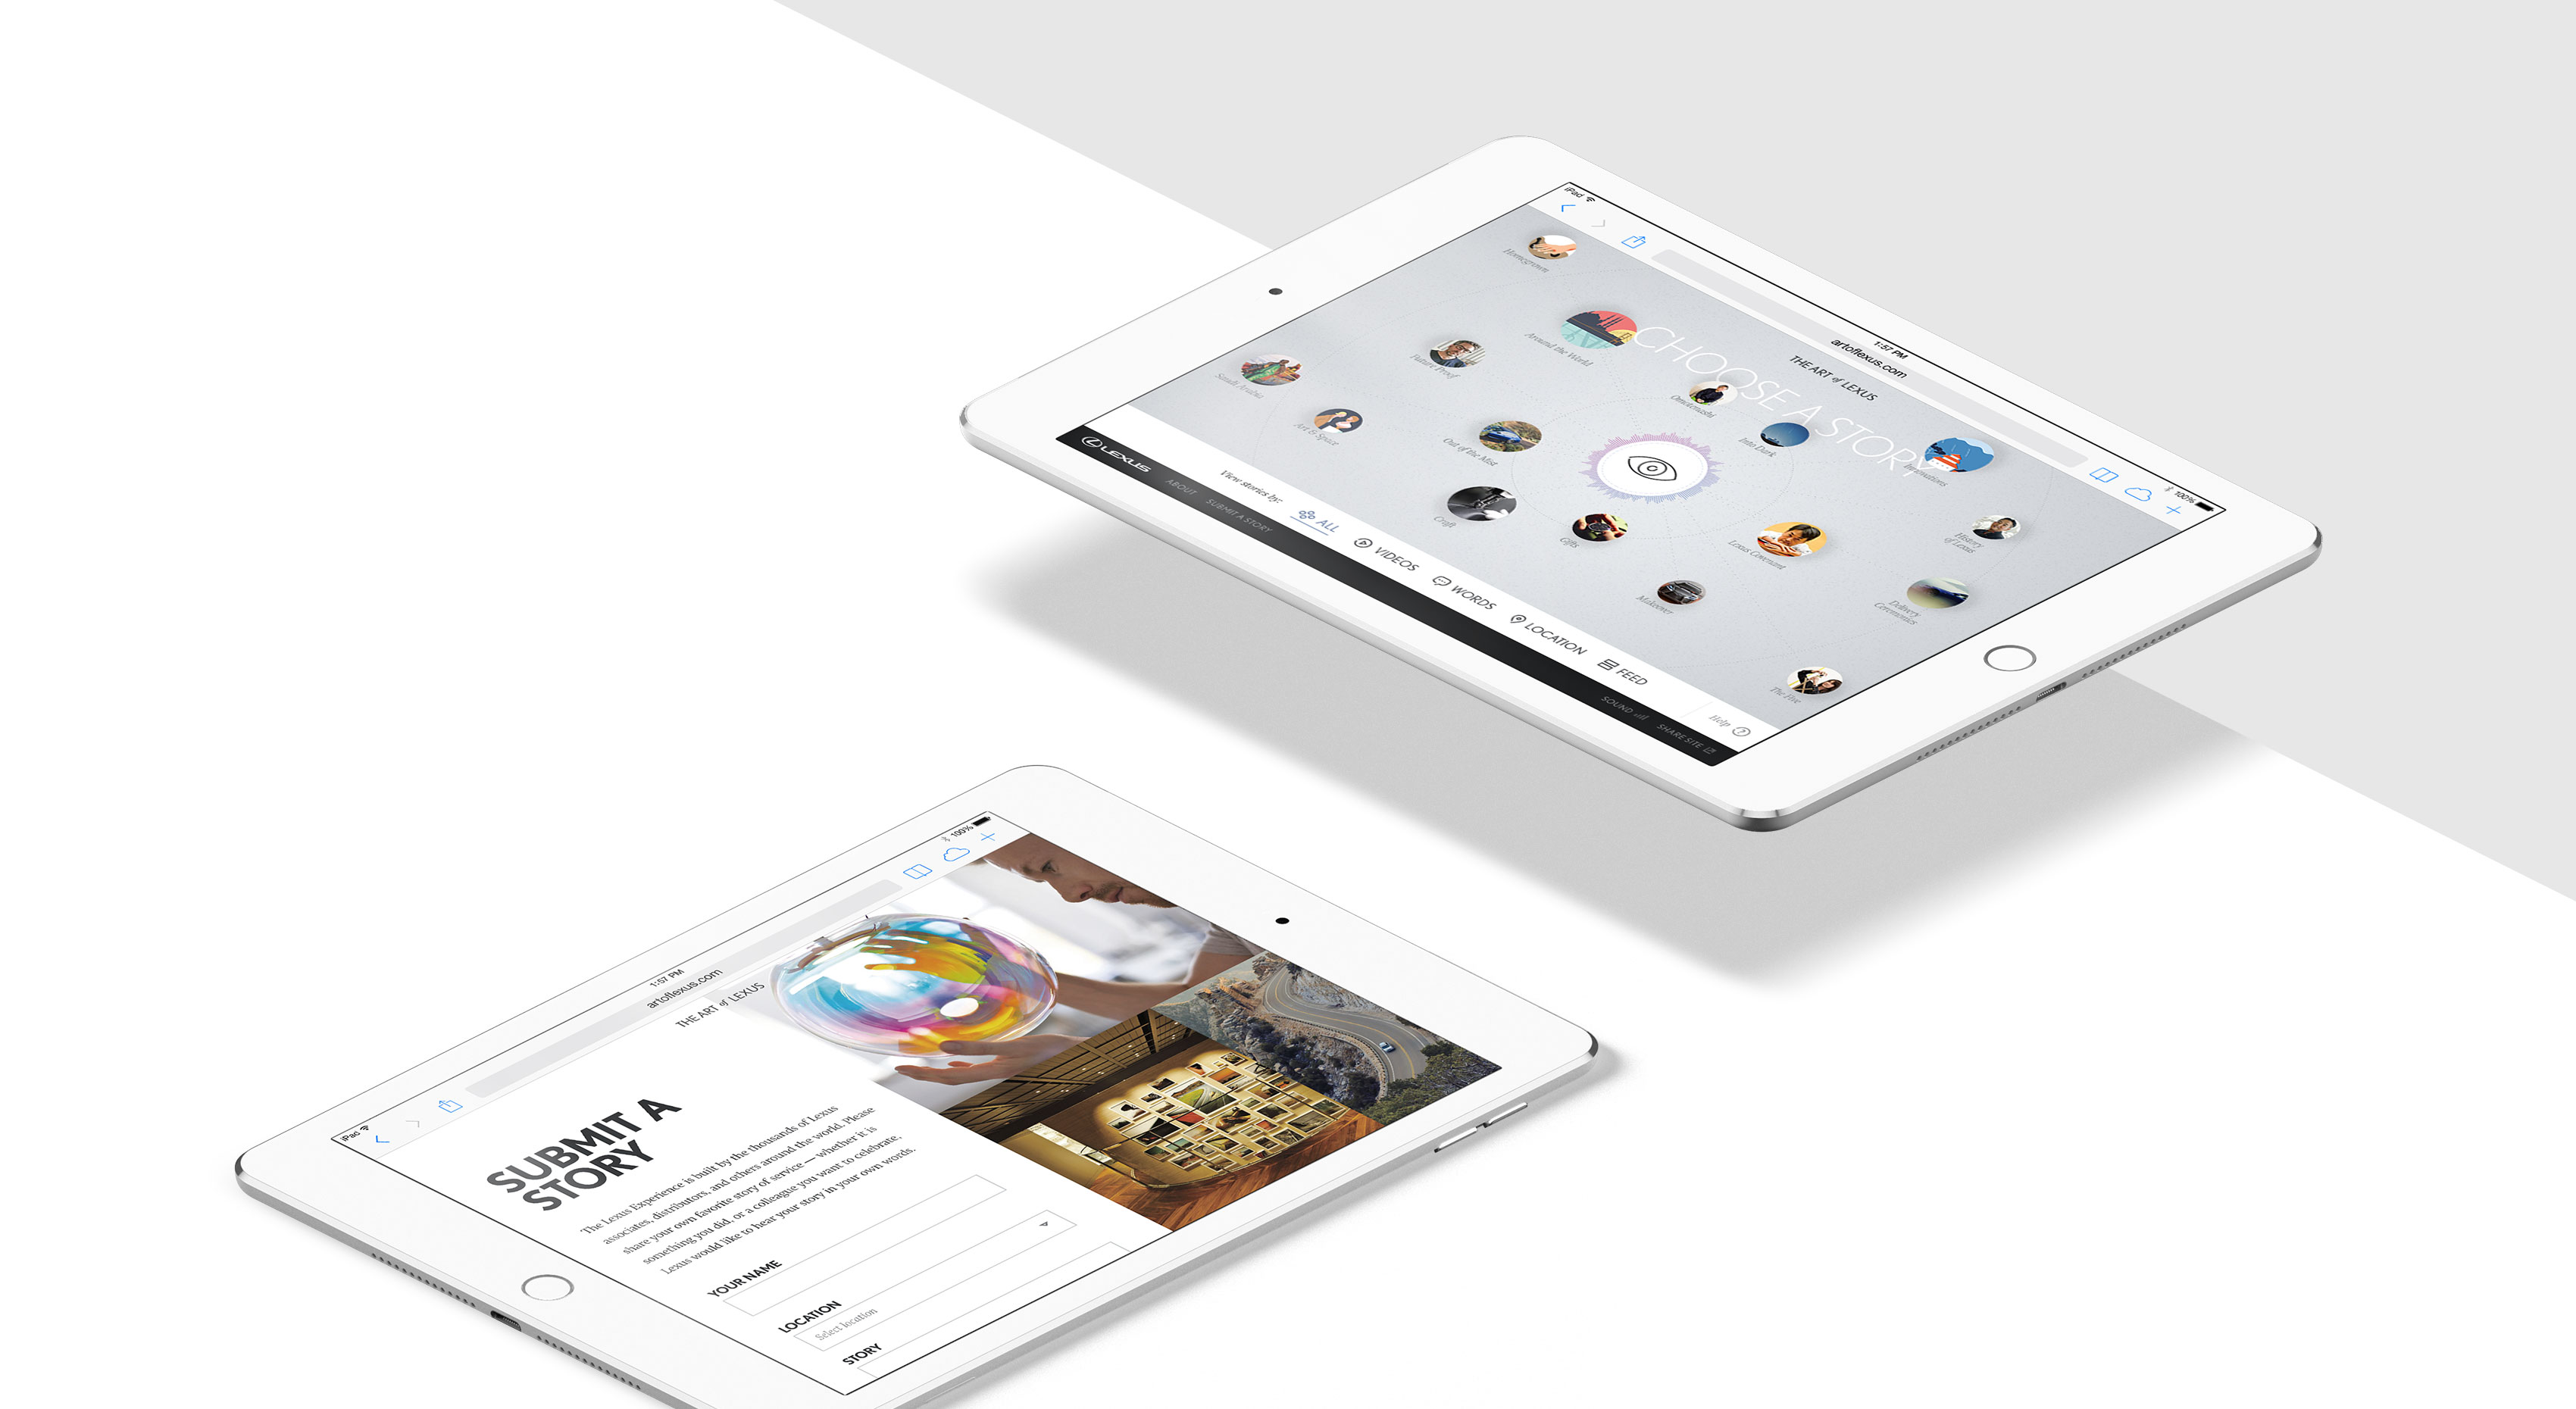 iPad
1:57 PM
artoflexus.com
100%
THE ART of LEXUS
CHOOSE A STORY
Homegrown
Around the World
Future Proof
Saudi Arabia
Art & Space
Omotenashi
Into Dark
Innovations
Out of the Mist
Craft
Gifts
Lexus Covenant
History
of Lexus
Makeover
Delivery
Ceremonies
The Five
View stories by:
ALL
VIDEOS
WORDS
LOCATION
FEED
Help ?
LEXUS
ABOUT
SUBMIT A STORY
SOUND
SHARE SITE
iPad
1:57 PM
artoflexus.com
100%
THE ART of LEXUS
SUBMIT A
STORY
The Lexus Experience is built by the thousands of Lexus
associates, distributors, and others around the world. Please
share your own favorite story of service — whether it is
something you did, or a colleague you want to celebrate,
Lexus would like to hear your story in your own words.
YOUR NAME
LOCATION
Select location
STORY